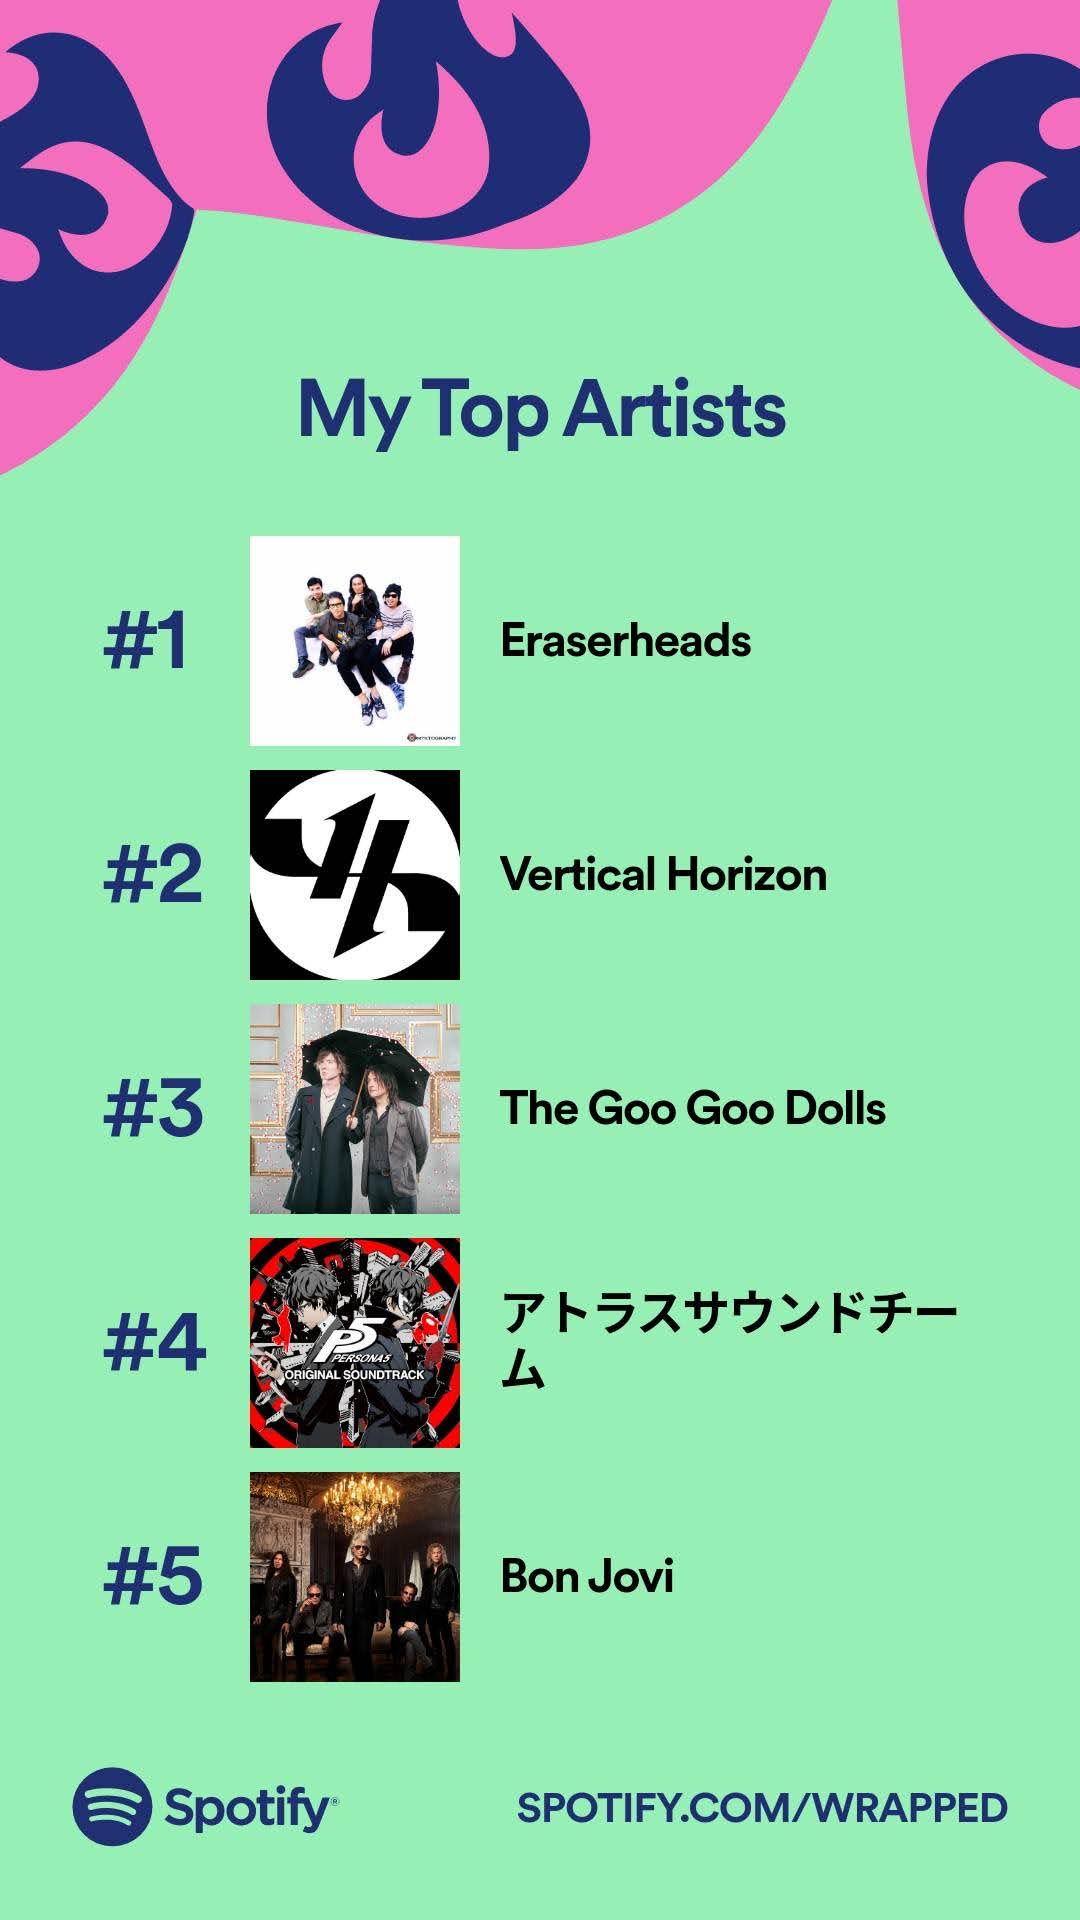 My Top Artists
#1
Eraserheads
#2
Vertical Horizon
#3
The Goo Goo Dolls
#4
P5
PERSONA5
ORIGINAL SOUNDTRACK
アトラスサウンドチー
ム
#5
Bon Jovi
Spotify®
SPOTIFY.COM/WRAPPED